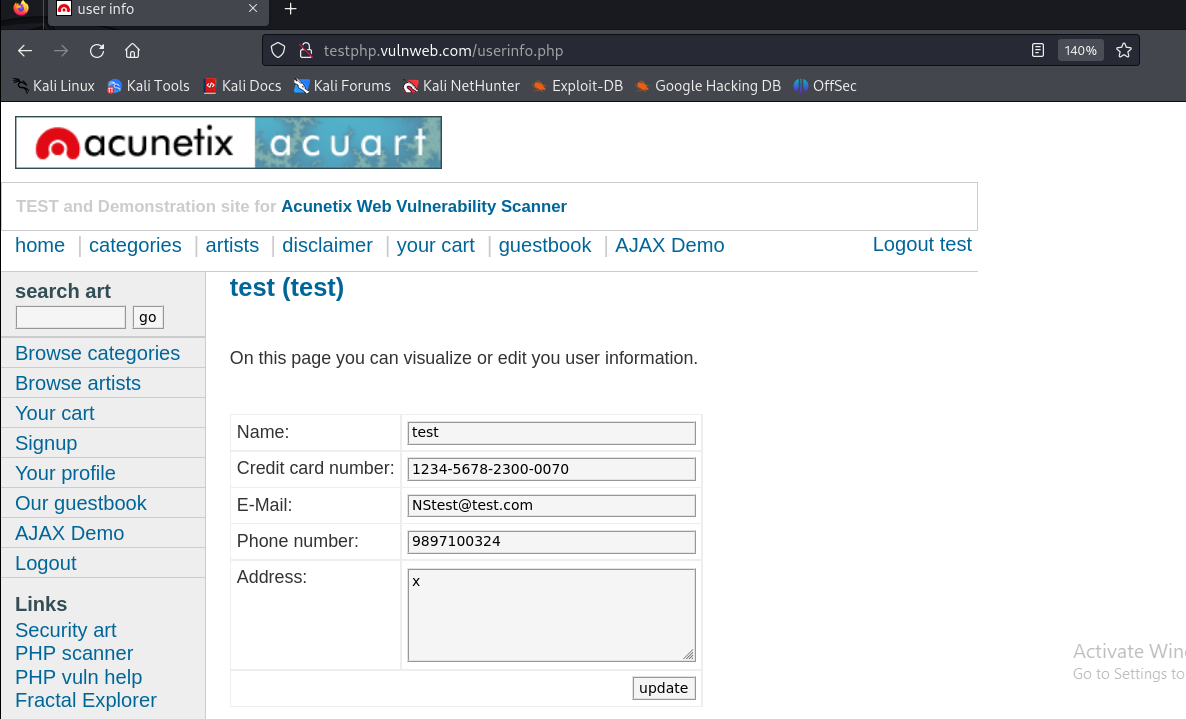 user info
testphp.vulnweb.com/userinfo.php
140%
Kali Linux Kali Tools Kali Docs Kali Forums Kali NetHunter Exploit-DB Google Hacking DB OffSec
acunetix acuart
TEST and Demonstration site for Acunetix Web Vulnerability Scanner
home | categories | artists | disclaimer | your cart | guestbook | AJAX Demo Logout test
search art
go
Browse categories
Browse artists
Your cart
Signup
Your profile
Our guestbook
AJAX Demo
Logout
Links
Security art
PHP scanner
PHP vuln help
Fractal Explorer
test (test)
On this page you can visualize or edit you user information.
Name: test
Credit card number: 1234-5678-2300-0070
E-Mail: NStest@test.com
Phone number: 9897100324
Address: x
update
Activate Win
Go to Settings to